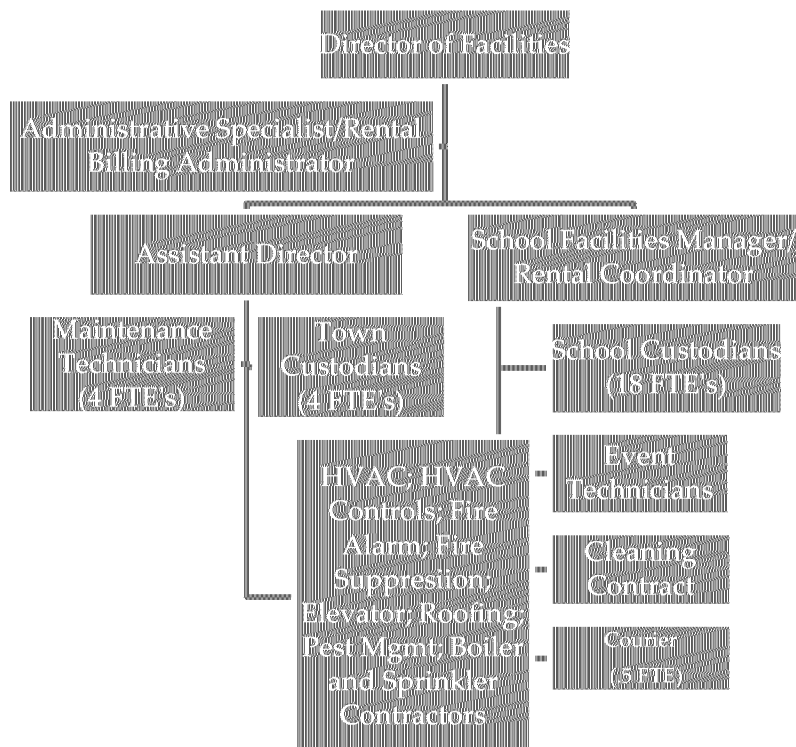 Director of Facilities
Administrative Specialist/Rental
Billing Administrator
Assistant Director
School Facilities Manager/
Rental Coordinator
Maintenance
Technicians
(4 FTE's)
Town
Custodians
(4 FTE's)
School Custodians
(18 FTE's)
HVAC; HVAC
Controls; Fire
Alarm; Fire
Suppresiion;
Elevator; Roofing;
Pest Mgmt; Boiler
and Sprinkler
Contractors
Event
Technicians
Cleaning
Contract
Courier
(.5 FTE)